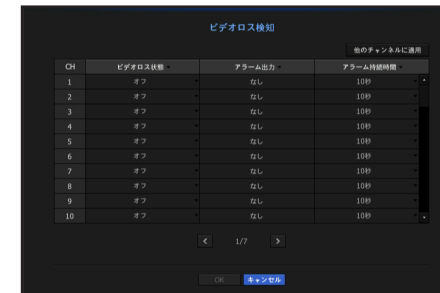 ビデオロス検知
他のチャンネルに適用
CH ビデオロス状態 アラーム出力 アラーム持続時間
1 オフ なし 10秒
2 オフ なし 10秒
3 オフ なし 10秒
4 オフ なし 10秒
5 オフ なし 10秒
6 オフ なし 10秒
7 オフ なし 10秒
8 オフ なし 10秒
9 オフ なし 10秒
10 オフ なし 10秒
< 1/7 >
OK キャンセル